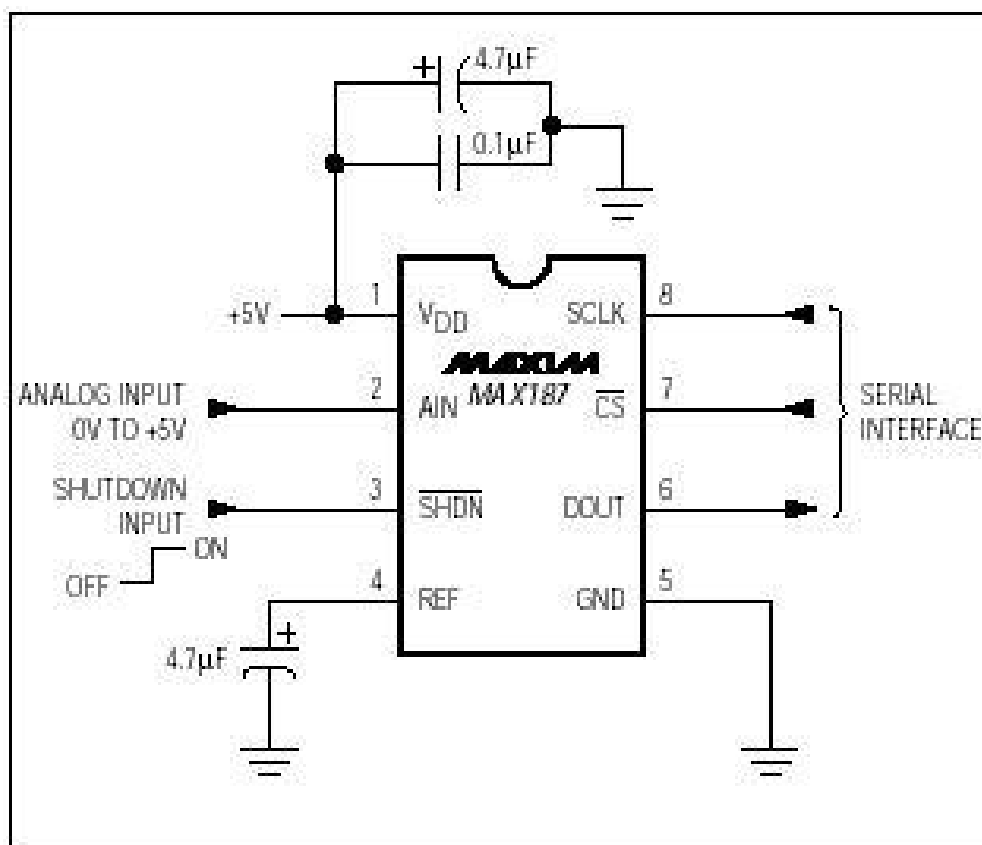 + 4.7µF
0.1µF
+5V
1
VDD
SCLK
8
MAXIM
MAX187
ANALOG INPUT
0V TO +5V
2
AIN
CS
7
SERIAL
INTERFACE
SHUTDOWN
INPUT
3
SHDN
DOUT
6
ON
OFF
4
REF
GND
5
+
4.7µF